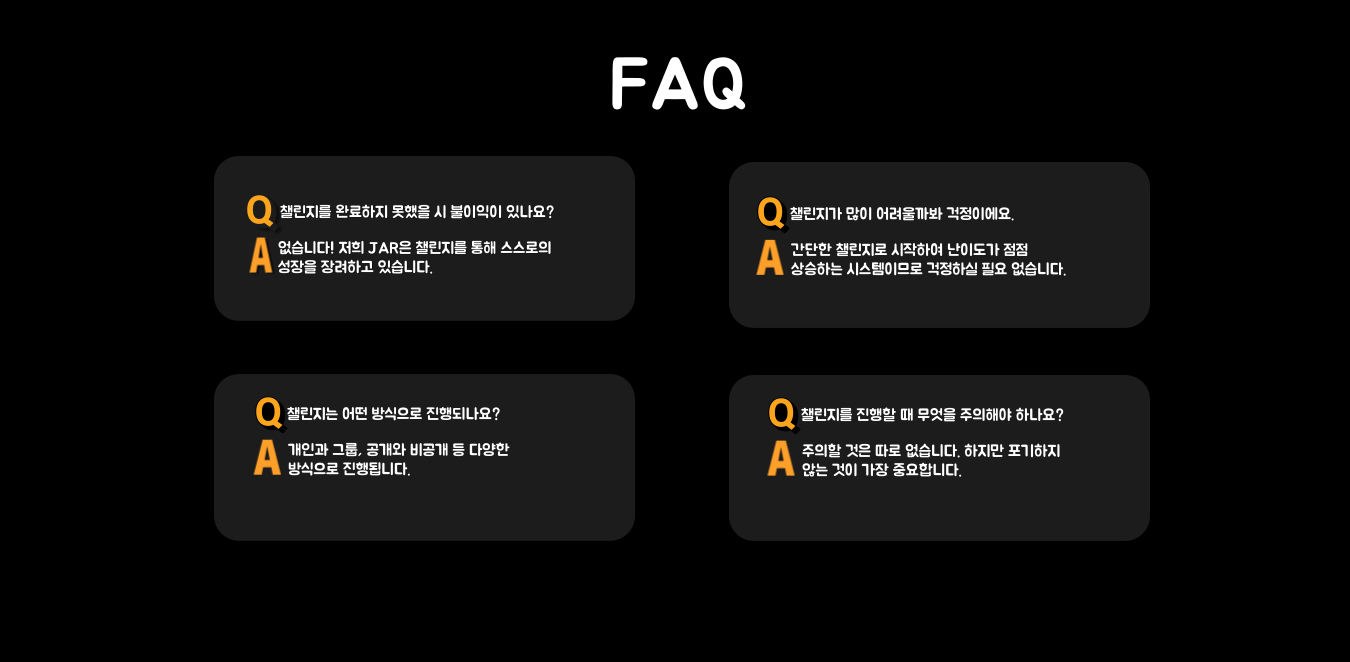 FAQ
Q 챌린지를 완료하지 못했을 시 불이익이 있나요?
A 없습니다! 저희 JAR은 챌린지를 통해 스스로의
성장을 장려하고 있습니다.
Q 챌린지가 많이 어려울까봐 걱정이에요.
A 간단한 챌린지로 시작하여 난이도가 점점
상승하는 시스템이므로 걱정하실 필요 없습니다.
Q 챌린지는 어떤 방식으로 진행되나요?
A 개인과 그룹, 공개와 비공개 등 다양한
방식으로 진행됩니다.
Q 챌린지를 진행할 때 무엇을 주의해야 하나요?
A 주의할 것은 따로 없습니다. 하지만 포기하지
않는 것이 가장 중요합니다.